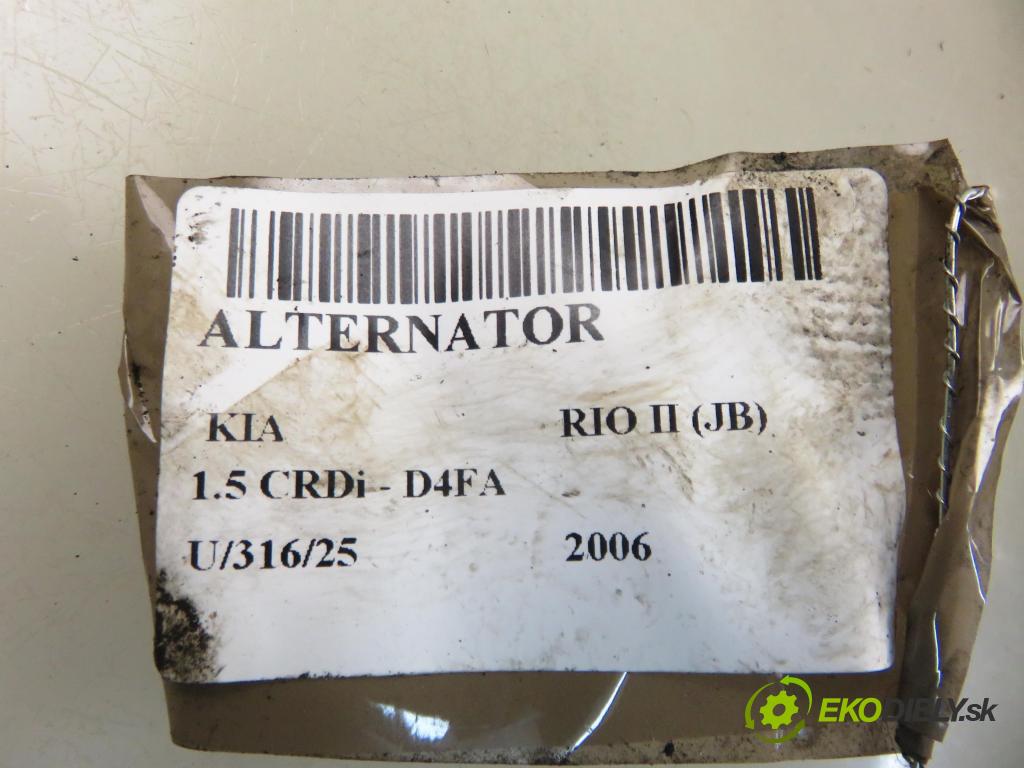 ALTERNATOR
KIA RIO II (JB)
1.5 CRDi - D4FA
U/316/25 2006
EKODIELY.sk